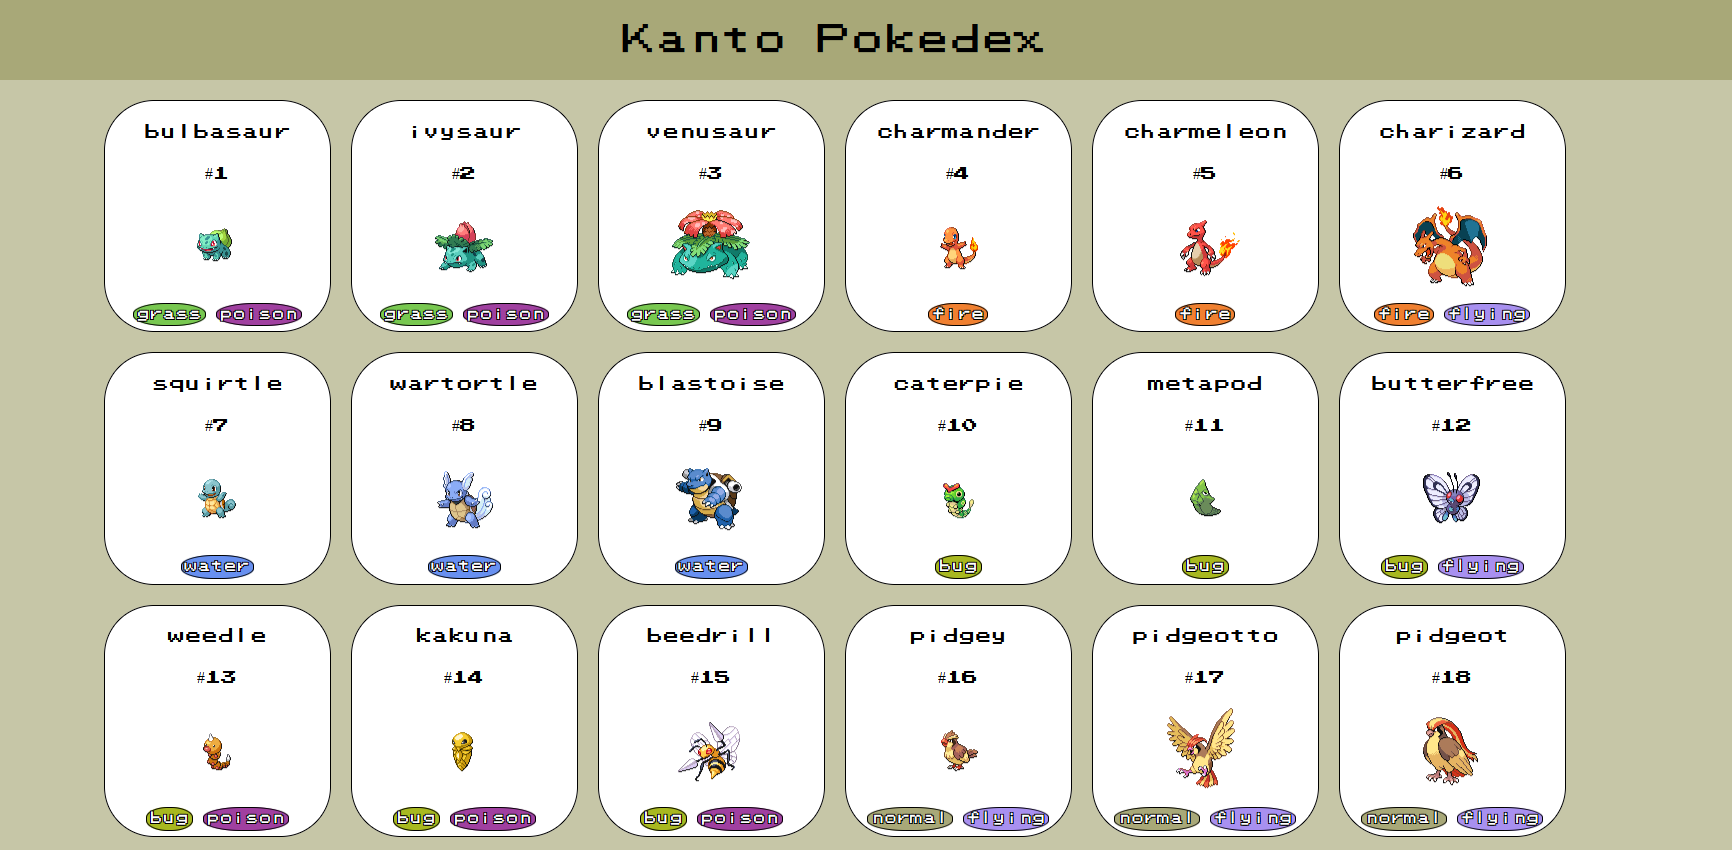 Kanto Pokedex
bulbasaur
#1
grass poison
ivysaur
#2
grass poison
venusaur
#3
grass poison
charmander
#4
fire
charmeleon
#5
fire
charizard
#6
fire flying
squirtle
#7
water
wartortle
#8
water
blastoise
#9
water
caterpie
#10
bug
metapod
#11
bug
butterfree
#12
bug flying
weedle
#13
bug poison
kakuna
#14
bug poison
beedrill
#15
bug poison
pidgey
#16
normal flying
pidgeotto
#17
normal flying
pidgeot
#18
normal flying